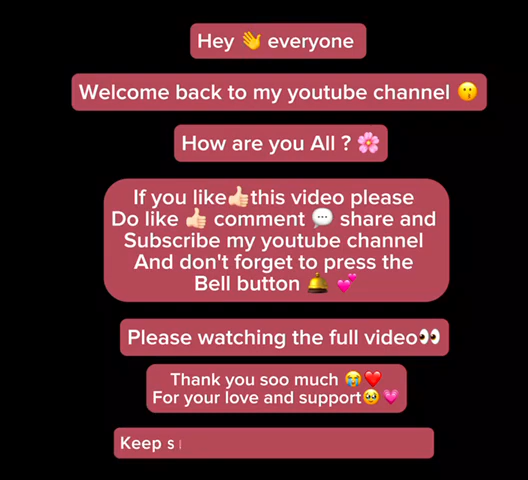 Hey 👋 everyone
Welcome back to my youtube channel 😗
How are you All ? 🌸
If you like👍🏻this video please
Do like 👍🏻 comment 💬 share and
Subscribe my youtube channel
And don't forget to press the
Bell button 🛎️ 💕
Please watching the full video👀
Thank you soo much 😭❤️
For your love and support🥹💗
Keep s